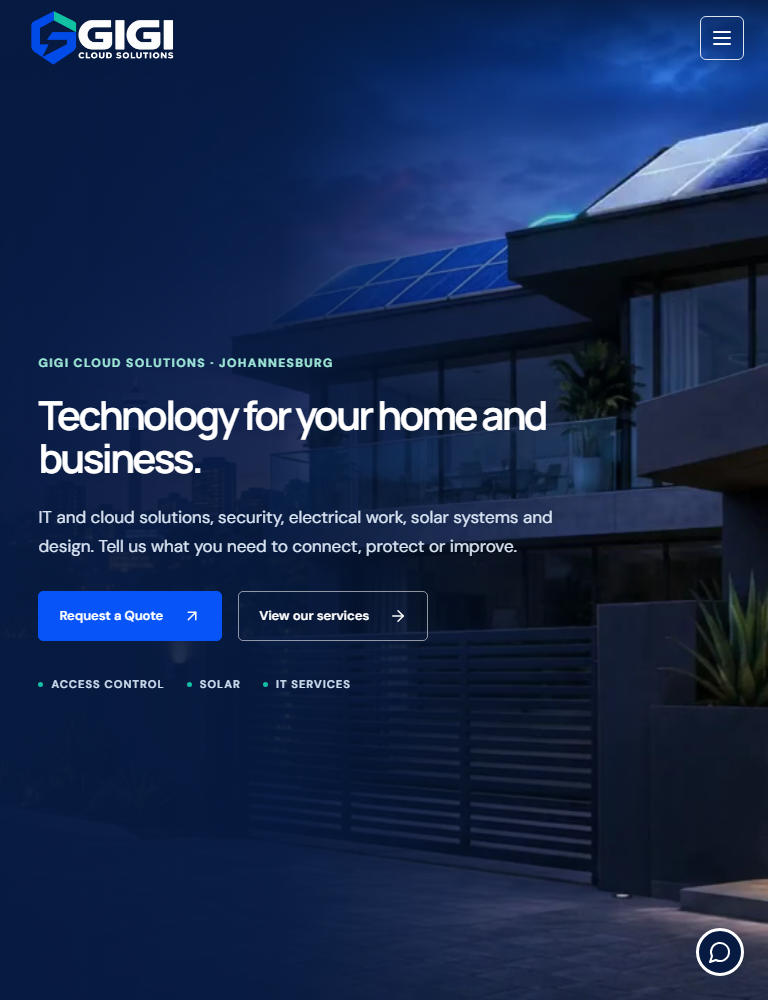 GIGI
CLOUD SOLUTIONS
GIGI CLOUD SOLUTIONS · JOHANNESBURG
Technology for your home and
business.
IT and cloud solutions, security, electrical work, solar systems and
design. Tell us what you need to connect, protect or improve.
Request a Quote
View our services
ACCESS CONTROL
SOLAR
IT SERVICES